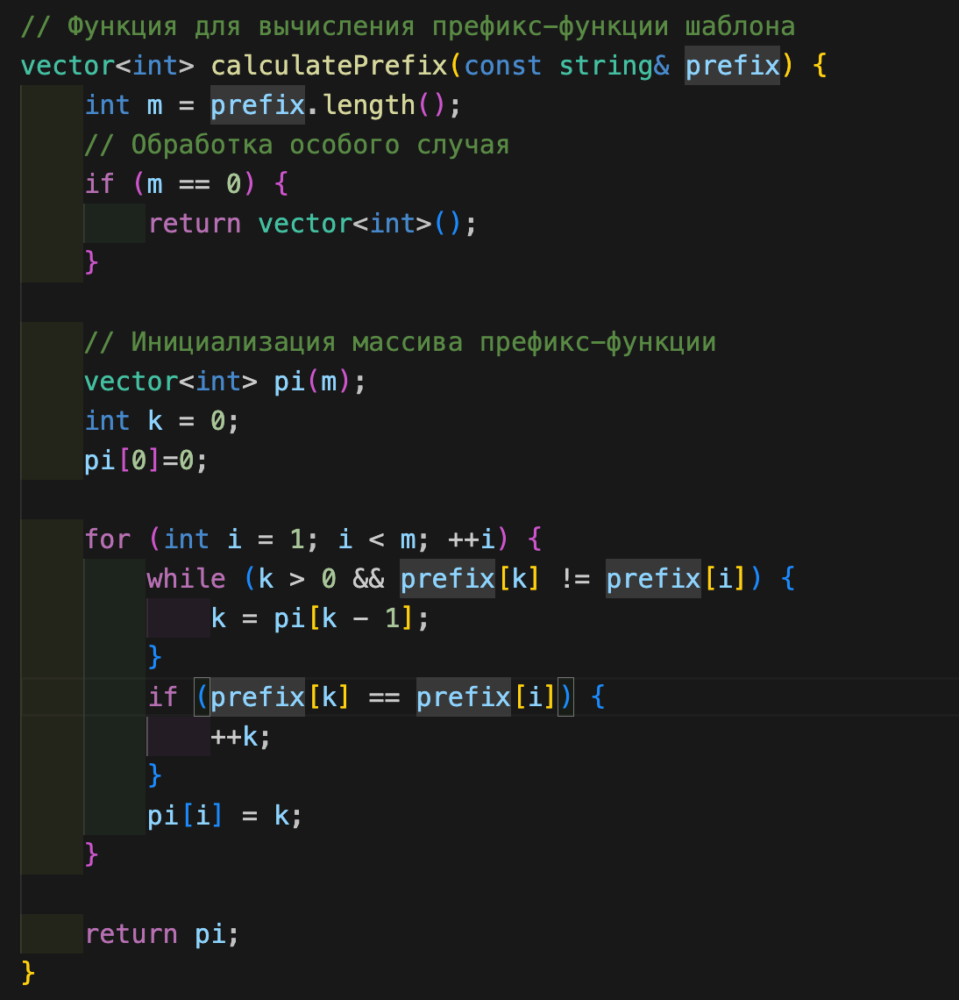 // Функция для вычисления префикс-функции шаблона
vector<int> calculatePrefix(const string& prefix) {
    int m = prefix.length();
    // Обработка особого случая
    if (m == 0) {
        return vector<int>();
    }

    // Инициализация массива префикс-функции
    vector<int> pi(m);
    int k = 0;
    pi[0]=0;

    for (int i = 1; i < m; ++i) {
        while (k > 0 && prefix[k] != prefix[i]) {
            k = pi[k - 1];
        }
        if (prefix[k] == prefix[i]) {
            ++k;
        }
        pi[i] = k;
    }

    return pi;
}